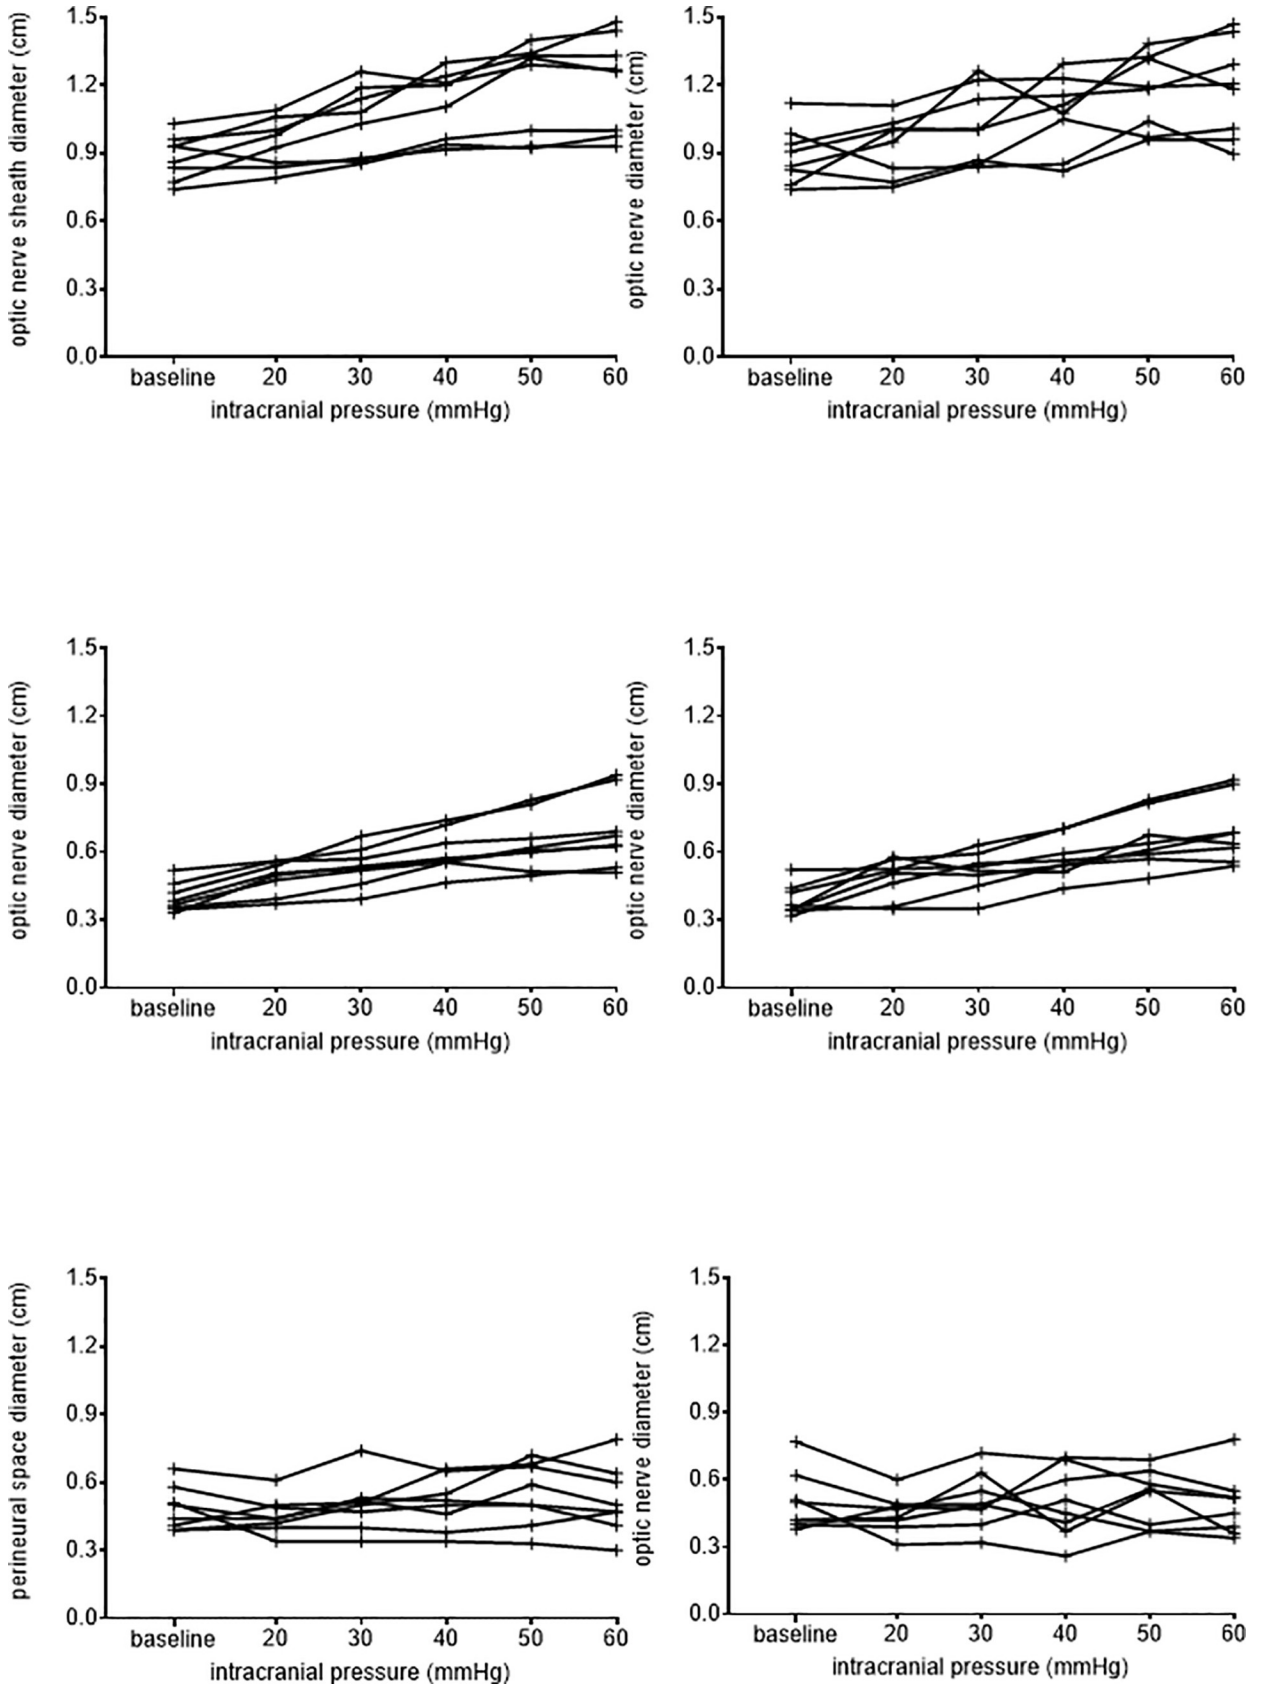 optic nerve sheath diameter (cm)
1.5
1.2
0.9
0.6
0.3
0.0
baseline 20 30 40 50 60
intracranial pressure (mmHg)
optic nerve diameter (cm)
1.5
1.2
0.9
0.6
0.3
0.0
baseline 20 30 40 50 60
intracranial pressure (mmHg)
optic nerve diameter (cm)
1.5
1.2
0.9
0.6
0.3
0.0
baseline 20 30 40 50 60
intracranial pressure (mmHg)
optic nerve diameter (cm)
1.5
1.2
0.9
0.6
0.3
0.0
baseline 20 30 40 50 60
intracranial pressure (mmHg)
perineural space diameter (cm)
1.5
1.2
0.9
0.6
0.3
0.0
baseline 20 30 40 50 60
intracranial pressure (mmHg)
optic nerve diameter (cm)
1.5
1.2
0.9
0.6
0.3
0.0
baseline 20 30 40 50 60
intracranial pressure (mmHg)